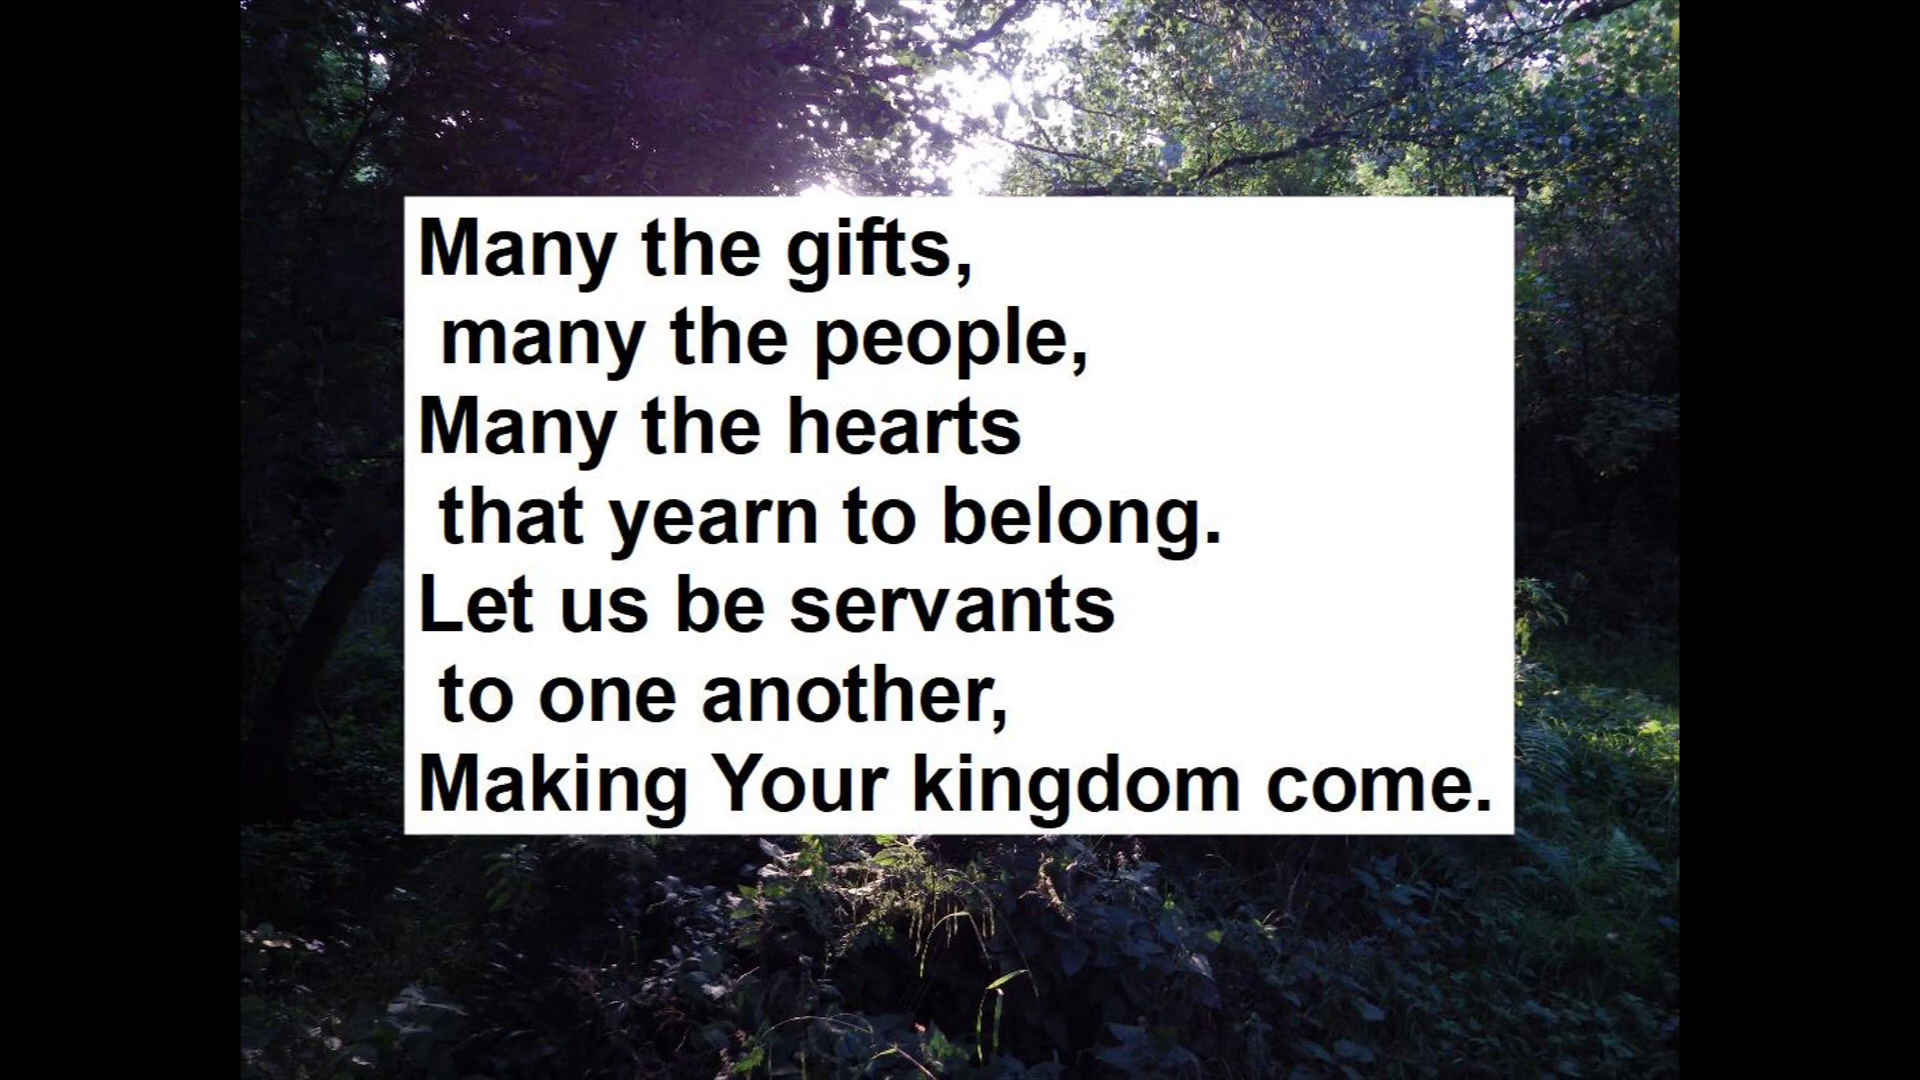 Many the gifts,
many the people,
Many the hearts
that yearn to belong.
Let us be servants
to one another,
Making Your kingdom come.